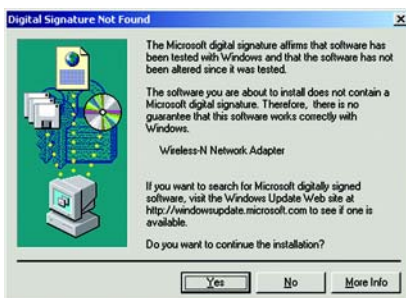 Digital Signature Not Found
The Microsoft digital signature affirms that software has
been tested with Windows and that the software has not
been altered since it was tested.
The software you are about to install does not contain a
Microsoft digital signature. Therefore, there is no
guarantee that this software works correctly with
Windows.
Wireless-N Network Adapter
If you want to search for Microsoft digitally signed
software, visit the Windows Update Web site at
http://windowsupdate.microsoft.com to see if one is
available.
Do you want to continue the installation?
Yes No More Info